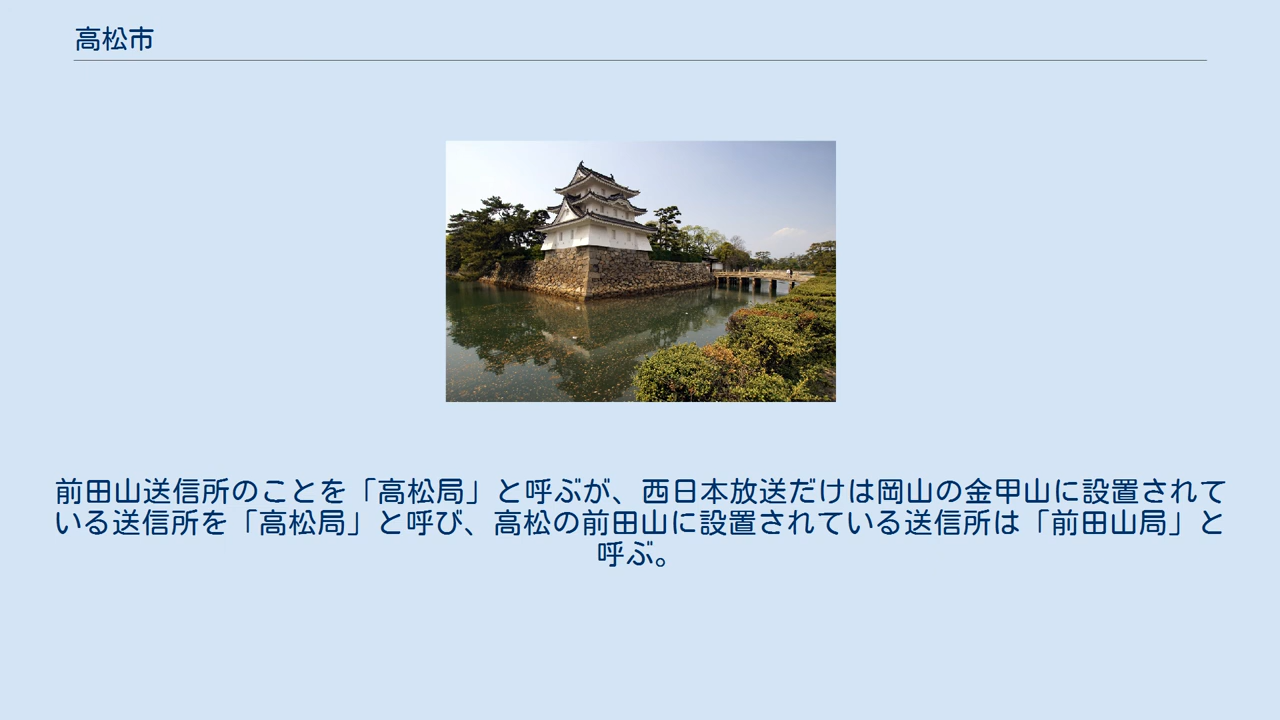 高松市
前田山送信所のことを「高松局」と呼ぶが、西日本放送だけは岡山の金甲山に設置されて
いる送信所を「高松局」と呼び、高松の前田山に設置されている送信所は「前田山局」と
呼ぶ。